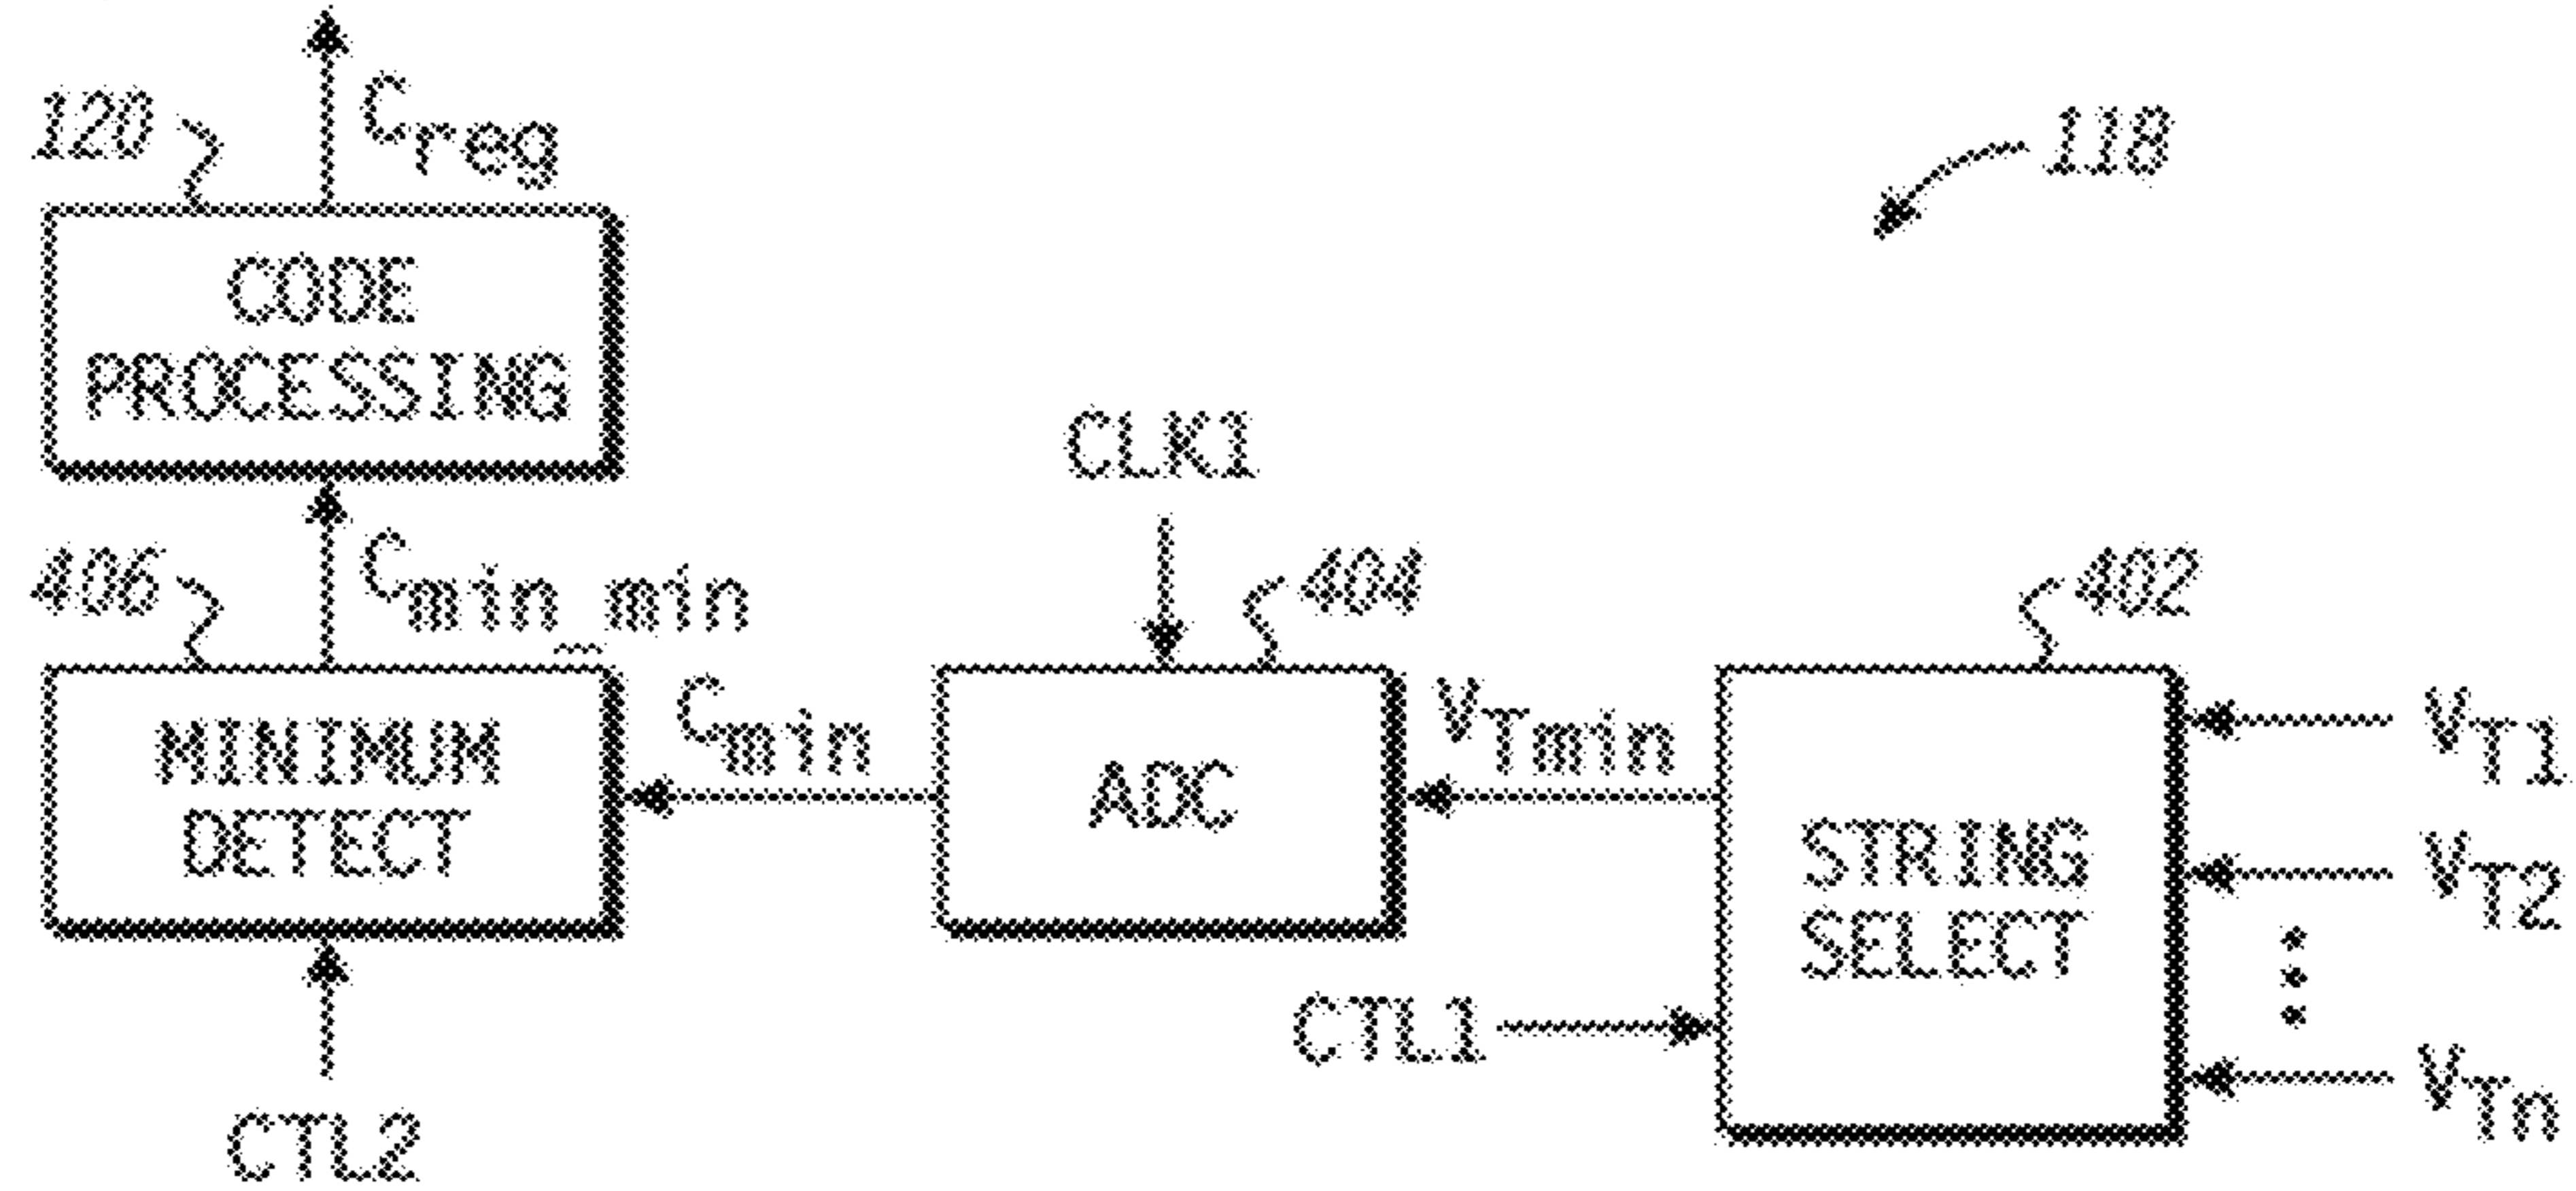 120
Creg
118
CODE
PROCESSING
CLK1
406
Cmin_min
404
402
MINIMUM
DETECT
Cmin
ADC
VTmin
STRING
SELECT
VT1
VT2
VTn
CTL1
CTL2